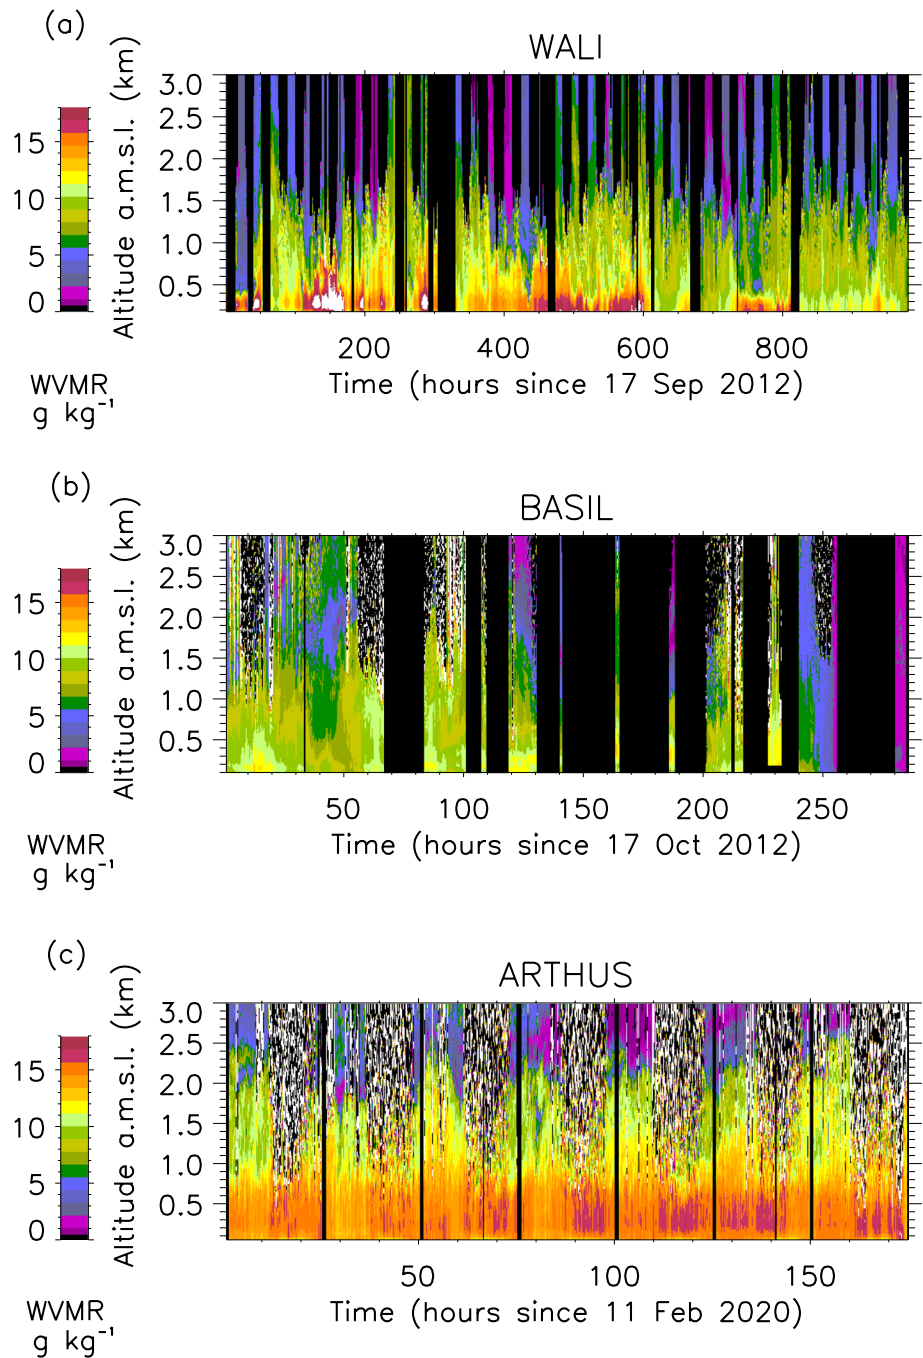 (a)
WALI
Altitude a.m.s.l. (km)
3.0
2.5
2.0
1.5
1.0
0.5
15
10
5
0
200 400 600 800
WVMR
g kg⁻¹
Time (hours since 17 Sep 2012)
(b)
BASIL
Altitude a.m.s.l. (km)
3.0
2.5
2.0
1.5
1.0
0.5
15
10
5
0
50 100 150 200 250
WVMR
g kg⁻¹
Time (hours since 17 Oct 2012)
(c)
ARTHUS
Altitude a.m.s.l. (km)
3.0
2.5
2.0
1.5
1.0
0.5
15
10
5
0
50 100 150
WVMR
g kg⁻¹
Time (hours since 11 Feb 2020)